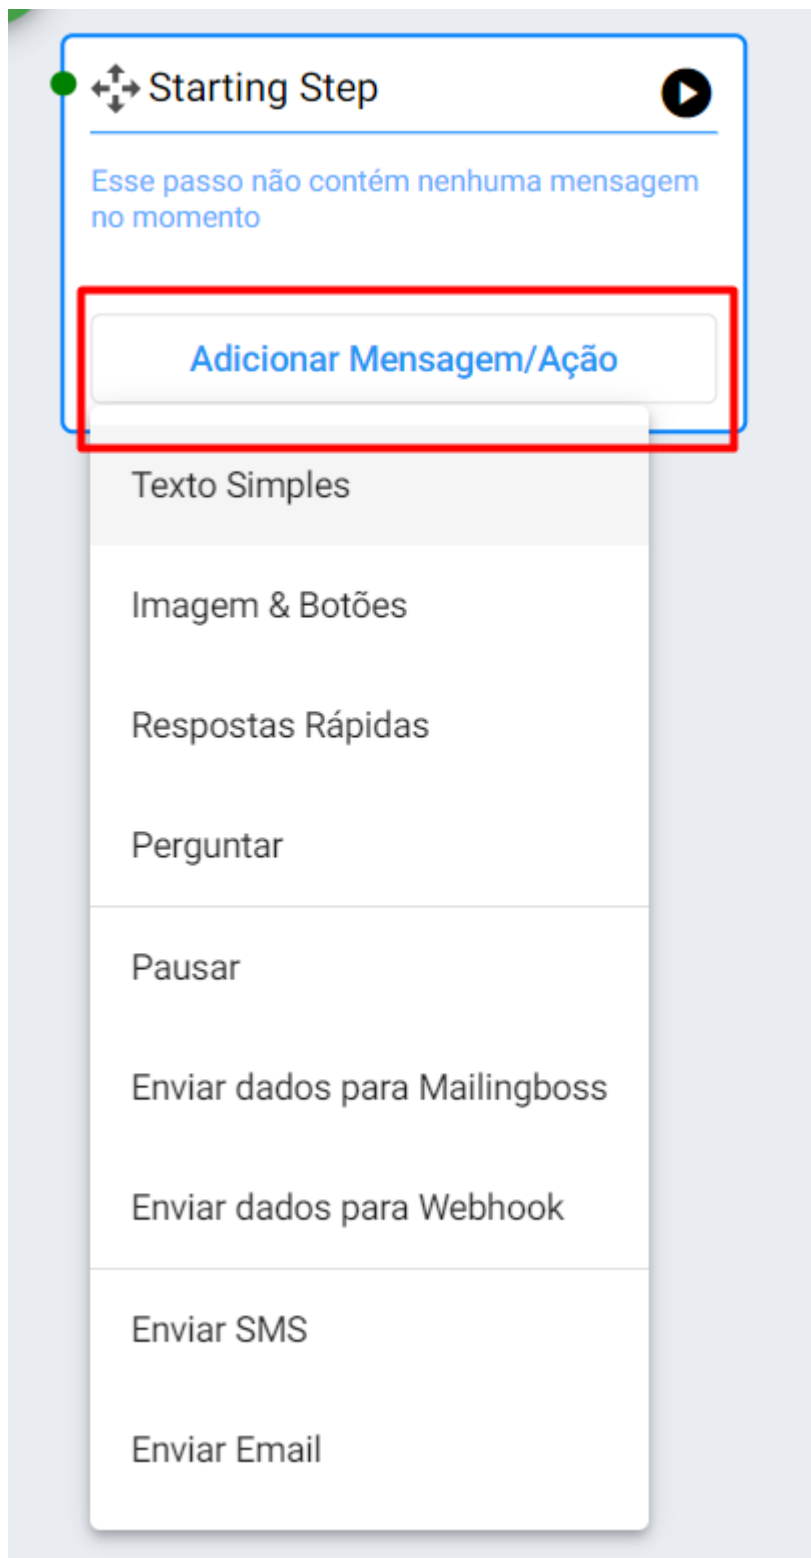 Starting Step
Esse passo não contém nenhuma mensagem
no momento
Adicionar Mensagem/Ação
Texto Simples
Imagem & Botões
Respostas Rápidas
Perguntar
Pausar
Enviar dados para Mailingboss
Enviar dados para Webhook
Enviar SMS
Enviar Email